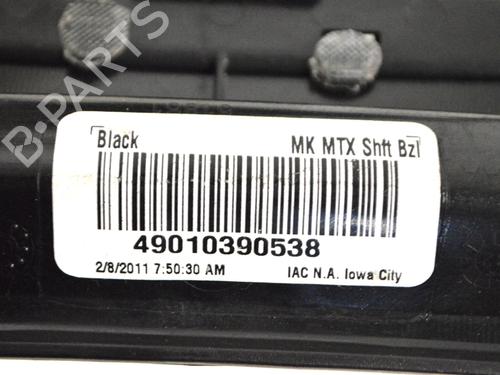 B-PARTS
Black
MK MTX Shft Bzl
49010390538
2/8/2011 7:50:30 AM
IAC N.A. Iowa City